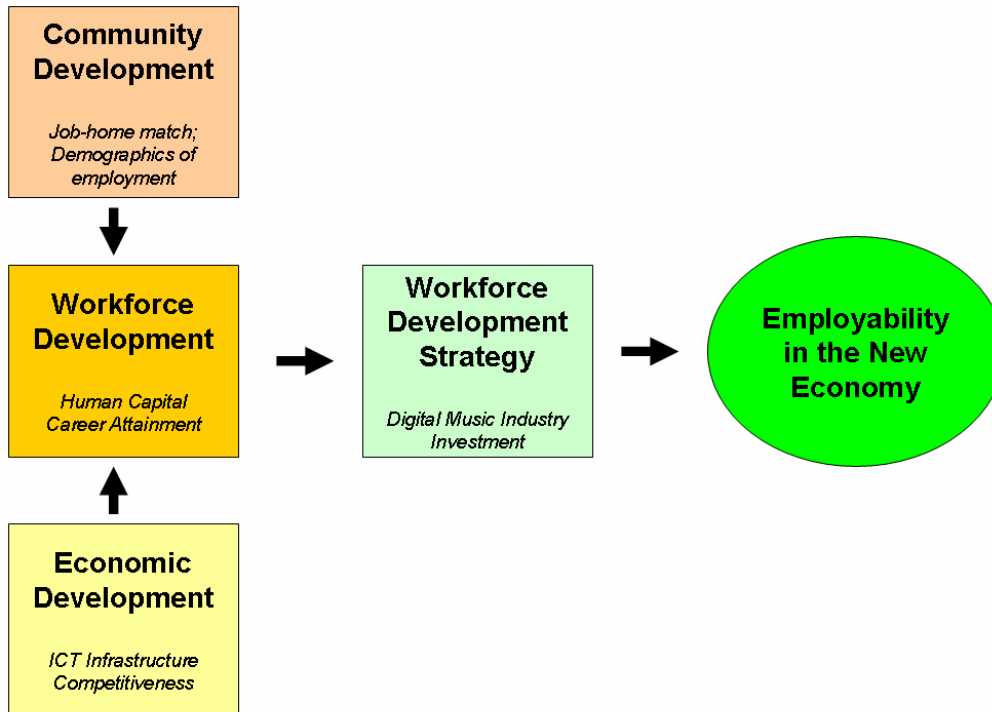 Community
Development
Job-home match;
Demographics of
employment
Workforce
Development
Human Capital
Career Attainment
Workforce
Development
Strategy
Digital Music Industry
Investment
Employability
in the New
Economy
Economic
Development
ICT Infrastructure
Competitiveness